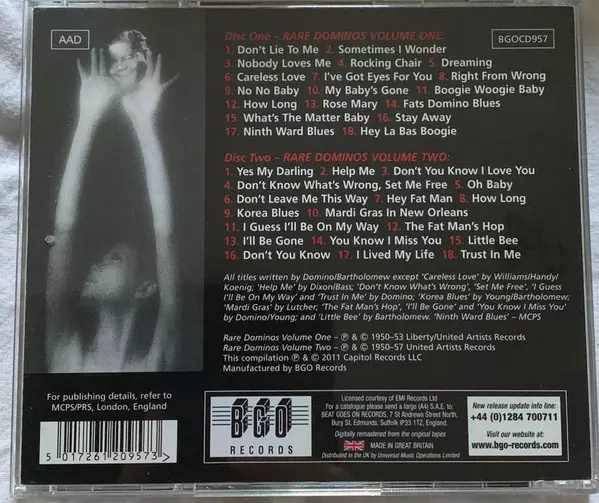 AAD
Disc One – RARE DOMINOS VOLUME ONE:
BGOCD957
1. Don't Lie To Me 2. Sometimes I Wonder
3. Nobody Loves Me 4. Rocking Chair 5. Dreaming
6. Careless Love 7. I've Got Eyes For You 8. Right From Wrong
9. No No Baby 10. My Baby's Gone 11. Boogie Woogie Baby
12. How Long 13. Rose Mary 14. Fats Domino Blues
15. What's The Matter Baby 16. Stay Away
17. Ninth Ward Blues 18. Hey La Bas Boogie
Disc Two – RARE DOMINOS VOLUME TWO:
1. Yes My Darling 2. Help Me 3. Don't You Know I Love You
4. Don't Know What's Wrong, Set Me Free 5. Oh Baby
6. Don't Leave Me This Way 7. Hey Fat Man 8. How Long
9. Korea Blues 10. Mardi Gras In New Orleans
11. I Guess I'll Be On My Way 12. The Fat Man's Hop
13. I'll Be Gone 14. You Know I Miss You 15. Little Bee
16. Don't You Know 17. I Lived My Life 18. Trust In Me
All titles written by Domino/Bartholomew except 'Careless Love' by Williams/Handy/
Koenig; 'Help Me' by Dixon/Bass; 'Don't Know What's Wrong', 'Set Me Free', 'I Guess
I'll Be On My Way' and 'Trust In Me' by Domino; 'Korea Blues' by Young/Bartholomew;
'Mardi Gras' by Lutcher; 'The Fat Man's Hop', 'I'll Be Gone' and 'You Know I Miss You'
by Domino/Young; and 'Little Bee' by Bartholomew. 'Ninth Ward Blues' – MCPS
Rare Dominos Volume One – ℗ & © 1950–53 Liberty/United Artists Records
Rare Dominos Volume Two – ℗ & © 1950–57 United Artists Records
This compilation ℗ & © 2011 Capitol Records LLC
Manufactured by BGO Records
For publishing details, refer to
MCPS/PRS, London, England
5 017261 209573 >
BGO
RECORDS
Licensed courtesy of EMI Records Ltd
For a catalogue please send a large (A4) S.A.E. to:
BEAT GOES ON RECORDS, 7 St Andrews Street North,
Bury St. Edmunds, Suffolk IP33 1TZ, England.
Digitally remastered from the original tapes
MADE IN GREAT BRITAIN
Distributed in the UK by Universal Music Operations Limited
New release update info line:
+44 (0)1284 700711
Visit our website at:
www.bgo-records.com